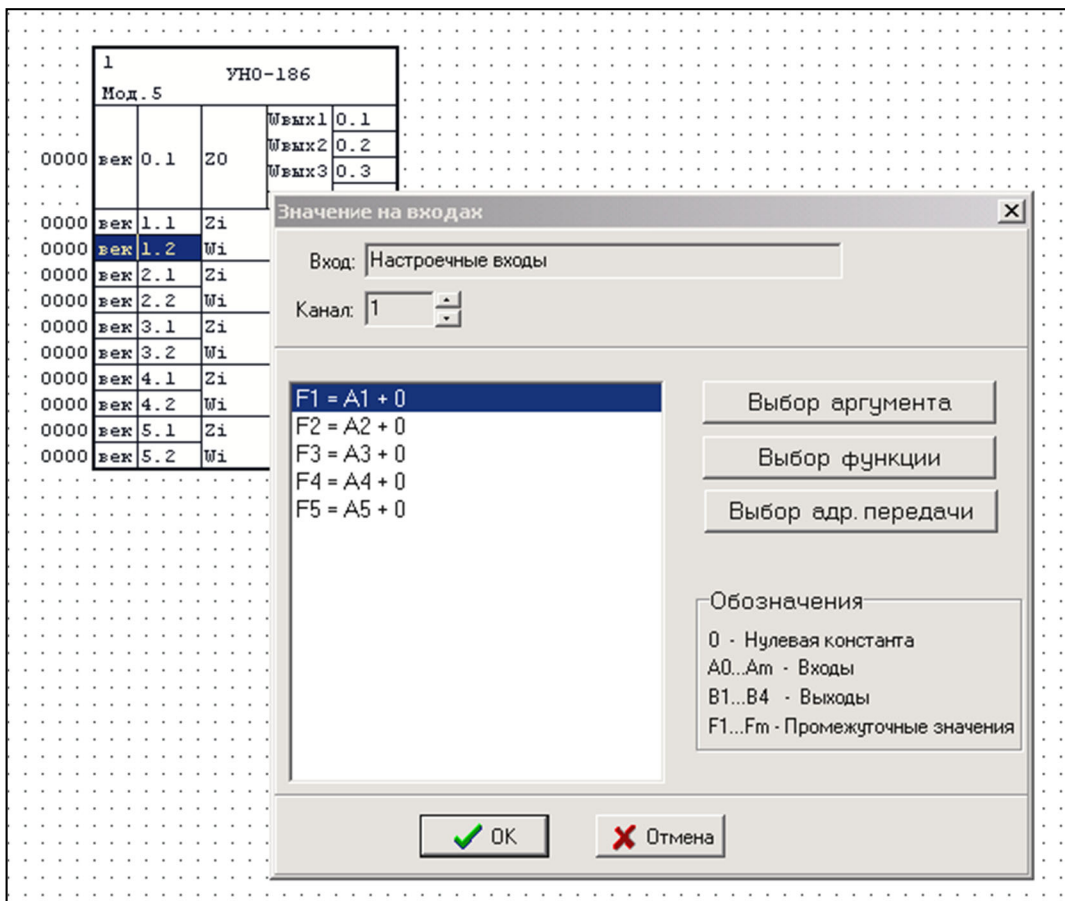 1 УНО-186
Мод.5
Wвых1 0.1
Wвых2 0.2
0000 век 0.1 Z0
Wвых3 0.3
0000 век 1.1 Zi
0000 век 1.2 Wi
0000 век 2.1 Zi
0000 век 2.2 Wi
0000 век 3.1 Zi
0000 век 3.2 Wi
0000 век 4.1 Zi
0000 век 4.2 Wi
0000 век 5.1 Zi
0000 век 5.2 Wi
Значение на входах
Вход: Настроечные входы
Канал: 1
F1 = A1 + 0
F2 = A2 + 0
F3 = A3 + 0
F4 = A4 + 0
F5 = A5 + 0
Выбор аргумента
Выбор функции
Выбор адр. передачи
Обозначения
0 - Нулевая константа
A0...Am - Входы
B1...B4 - Выходы
F1...Fm - Промежуточные значения
OK
Отмена